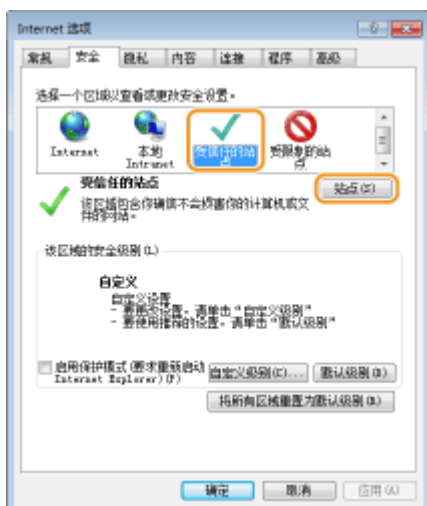 Internet 选项
常规 安全 隐私 内容 连接 程序 高级
选择一个区域以查看或更改安全设置。
Internet 本地 Intranet 受信任的站点 受限制的站点
受信任的站点
站点(S)
该区域包含你确信不会损害你的计算机或文件的网站。
该区域的安全级别(L)
自定义
自定义设置
- 要更改设置，请单击“自定义级别”
- 要使用推荐的设置，请单击“默认级别”
启用保护模式(要求重新启动 Internet Explorer)(P)
自定义级别(C)... 默认级别(D)
将所有区域重置为默认级别(R)
确定 取消 应用(A)